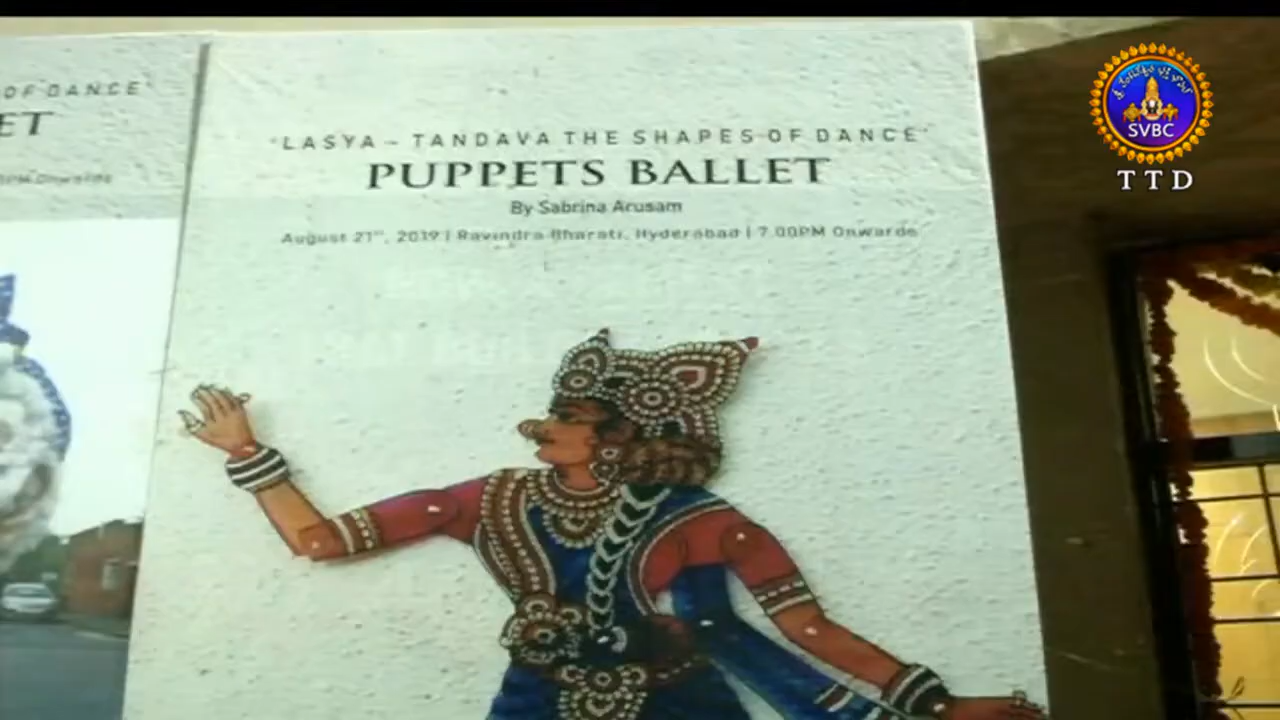 OF DANCE"
ET
"LASYA - TANDAVA THE SHAPES OF DANCE"
PUPPETS BALLET
By Sabrina Arusam
August 21st, 2019 | Ravindra Bharati, Hyderabad | 7.00PM Onwards
SVBC
TTD